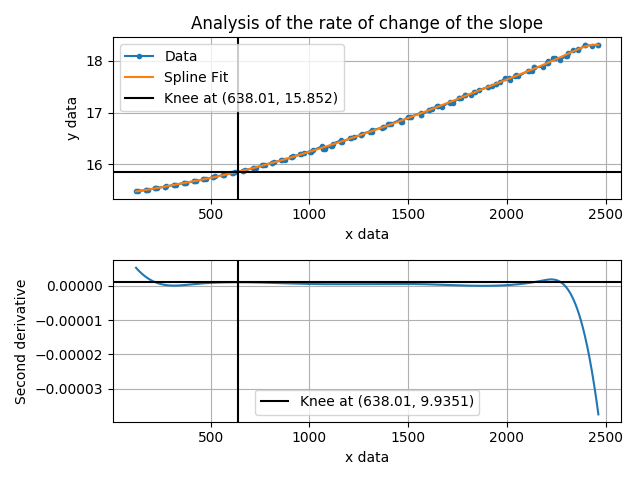 Analysis of the rate of change of the slope
Data
Spline Fit
Knee at (638.01, 15.852)
18
17
16
y data
500
1000
1500
2000
2500
x data
0.00000
−0.00001
−0.00002
−0.00003
Second derivative
Knee at (638.01, 9.9351)
500
1000
1500
2000
2500
x data